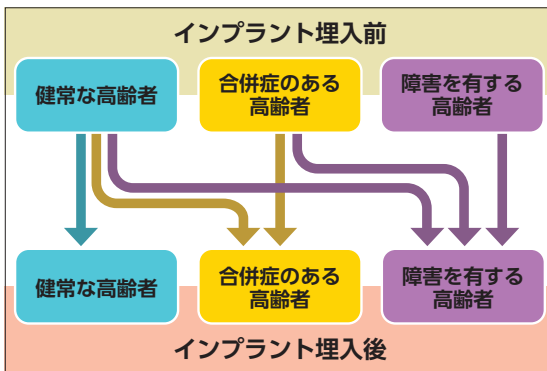 インプラント埋入前
健常な高齢者
合併症のある
高齢者
障害を有する
高齢者
健常な高齢者
合併症のある
高齢者
障害を有する
高齢者
インプラント埋入後